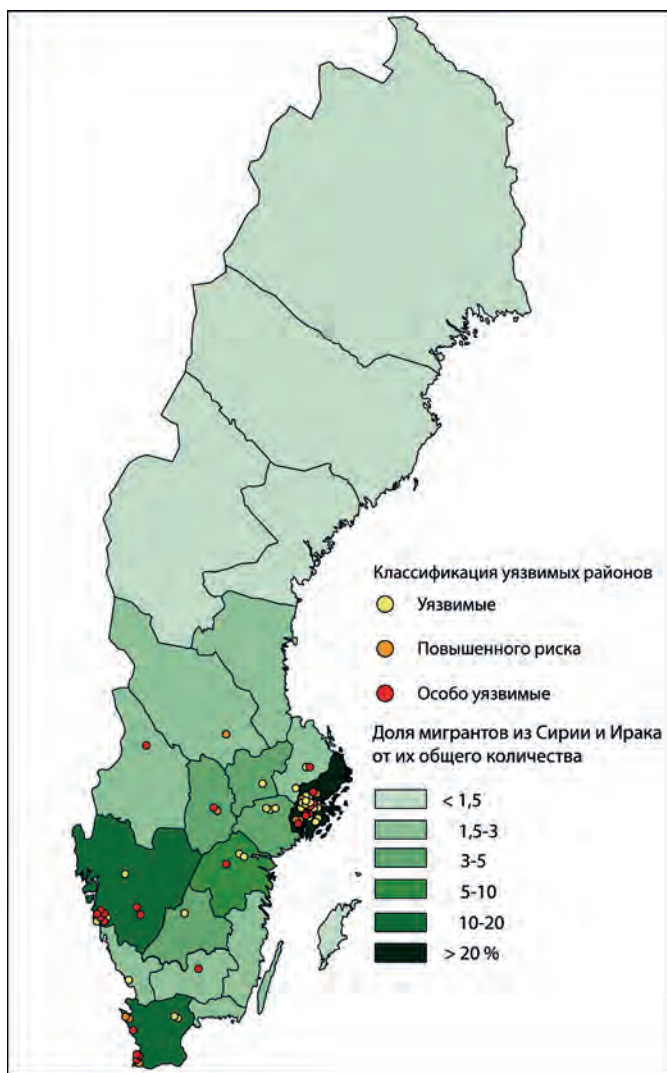 Классификация уязвимых районов
Уязвимые
Повышенного риска
Особо уязвимые
Доля мигрантов из Сирии и Ирака
от их общего количества
< 1,5
1,5-3
3-5
5-10
10-20
> 20 %